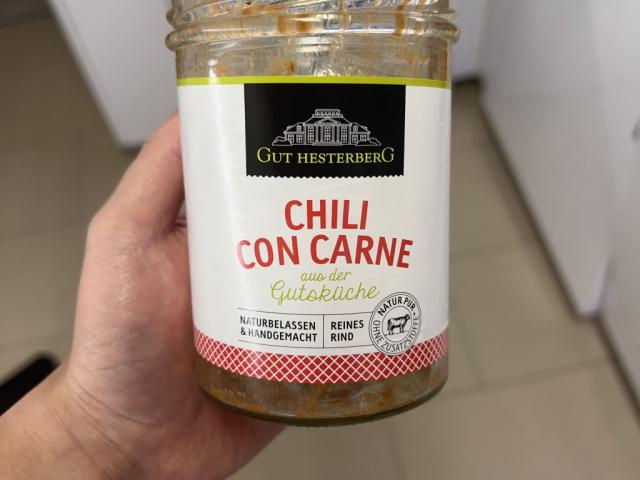 GUT HESTERBERG
CHILI
CON CARNE
aus der
Gutsküche
NATURBELASSEN
& HANDGEMACHT
REINES
RIND
NATUR PUR
OHNE ZUSATZSTOFFE